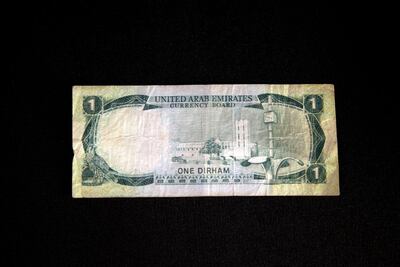 1
UNITED ARAB EMIRATES
CURRENCY BOARD
1
ONE DIRHAM
1